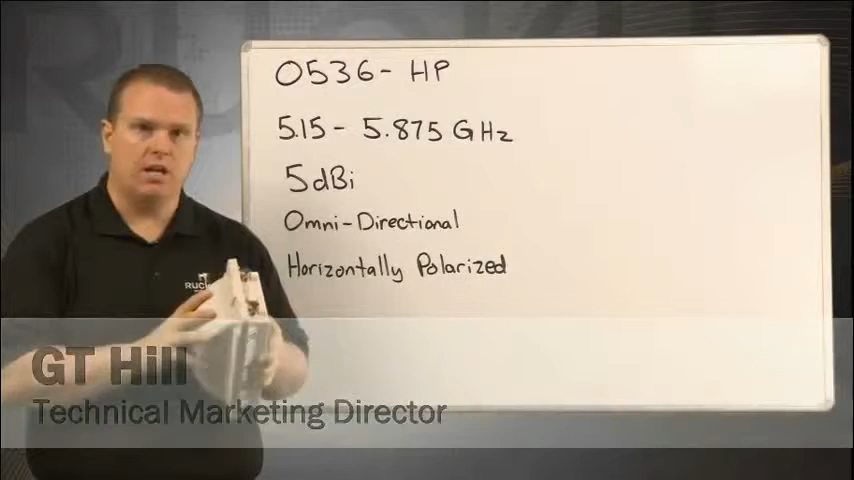 0536- HP
5.15 - 5.875 GHz
5dBi
Omni-Directional
Horizontally Polarized
GT Hill
Technical Marketing Director